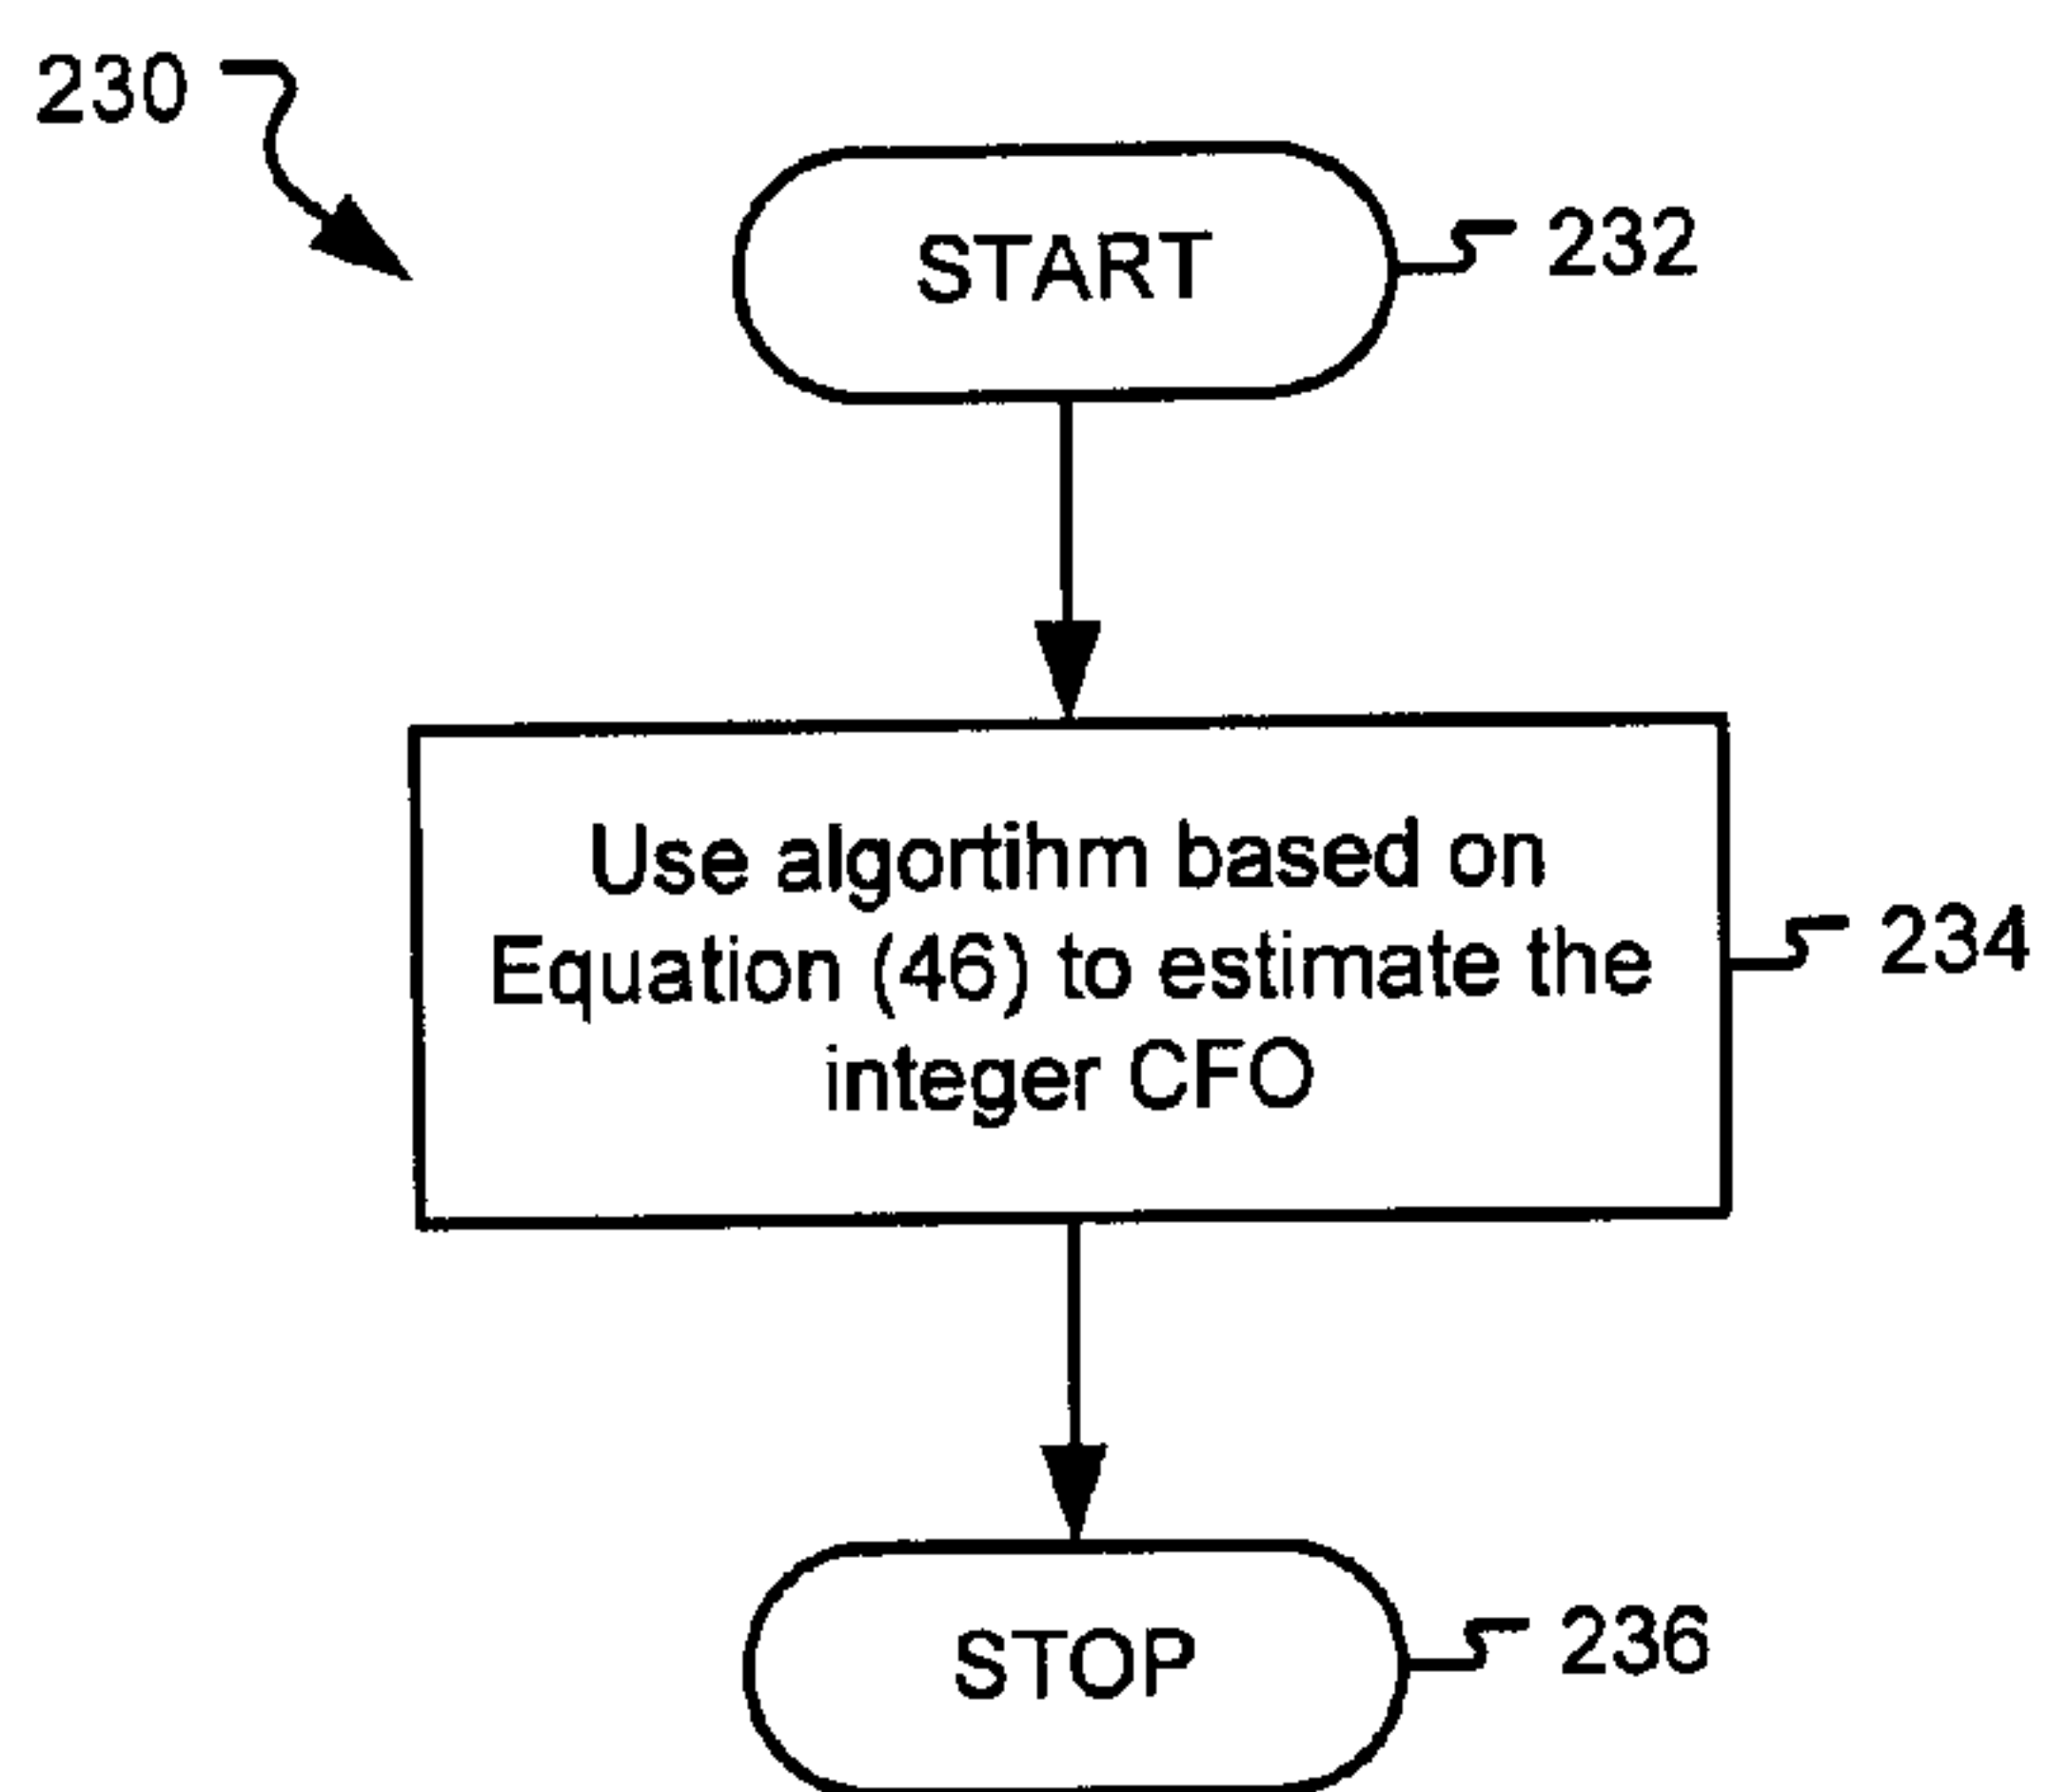 230
START
232
Use algortihm based on
Equation (46) to estimate the
integer CFO
234
STOP
236